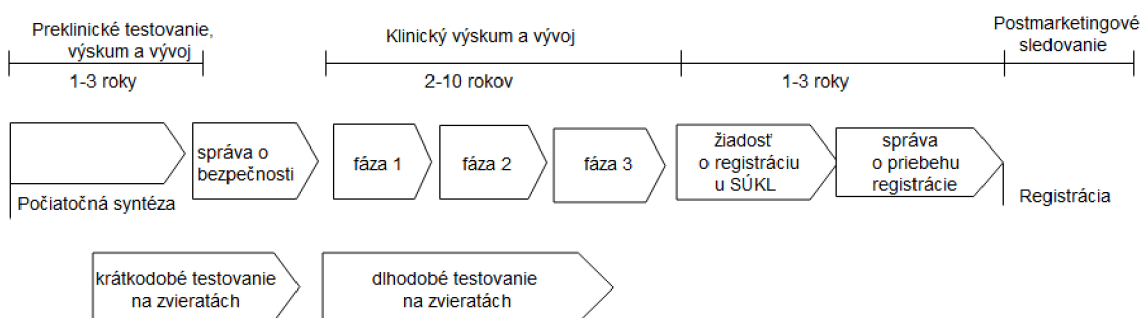 Preklinické testovanie,
výskum a vývoj
Klinický výskum a vývoj
Postmarketingové
sledovanie
1-3 roky
2-10 rokov
1-3 roky
správa o
bezpečnosti
fáza 1
fáza 2
fáza 3
žiadosť
o registráciu
u SÚKL
správa
o priebehu
registrácie
Počiatočná syntéza
Registrácia
krátkodobé testovanie
na zvieratách
dlhodobé testovanie
na zvieratách